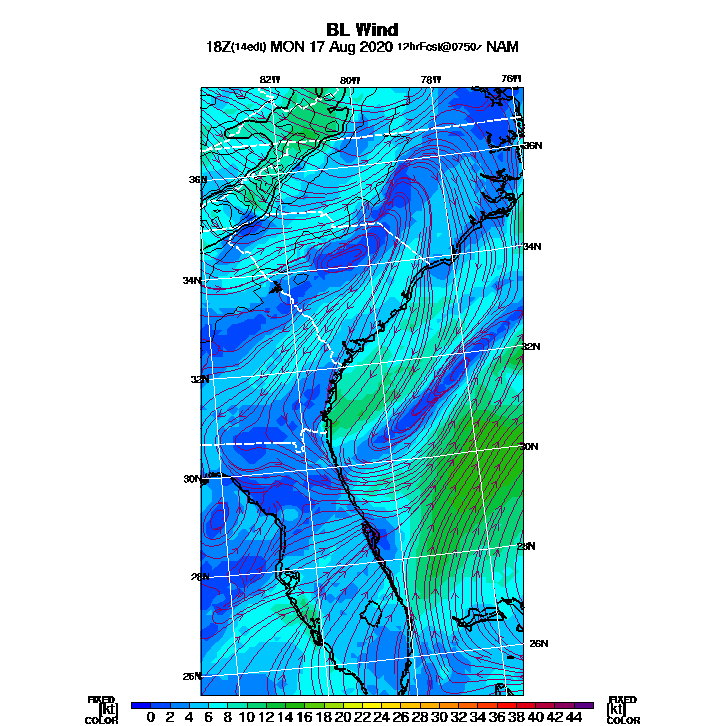 BL Wind
18Z(14edt) MON 17 Aug 2020 12hrFcst@0750z NAM
82W 80W 78W 76W
36N
36N
34N
34N
32N
32N
30N
30N
28N
28N
26N
26N
FIXED FIXED
[kt] 0 2 4 6 8 10 12 14 16 18 20 22 24 26 28 30 32 34 36 38 40 42 44 [kt]
COLOR COLOR